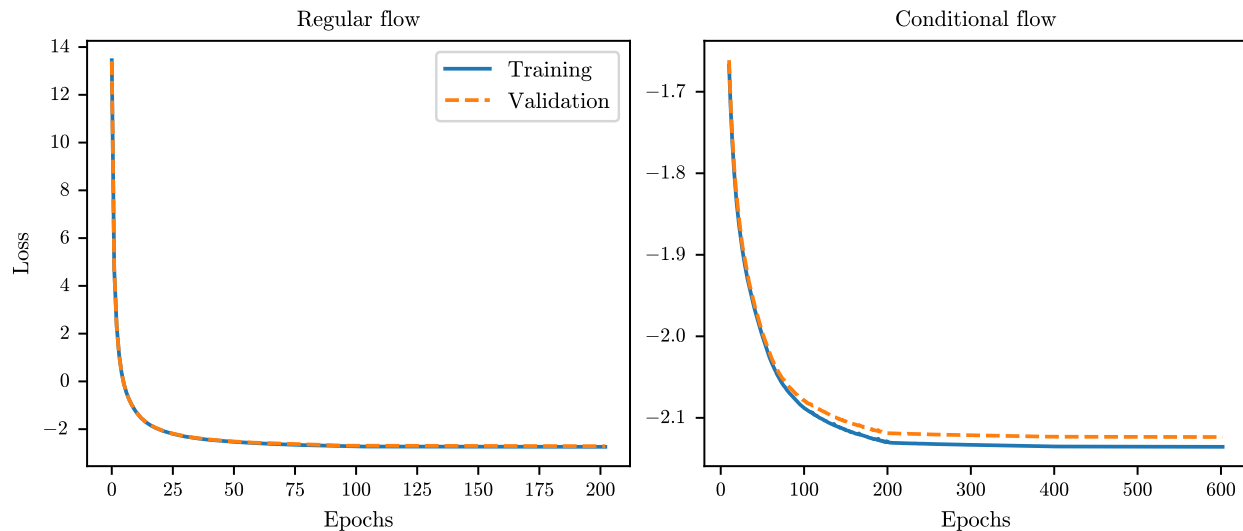 Regular flow
Conditional flow
Loss
14
12
10
8
6
4
2
0
−2
Training
Validation
0 25 50 75 100 125 150 175 200
Epochs
−1.7
−1.8
−1.9
−2.0
−2.1
0 100 200 300 400 500 600
Epochs